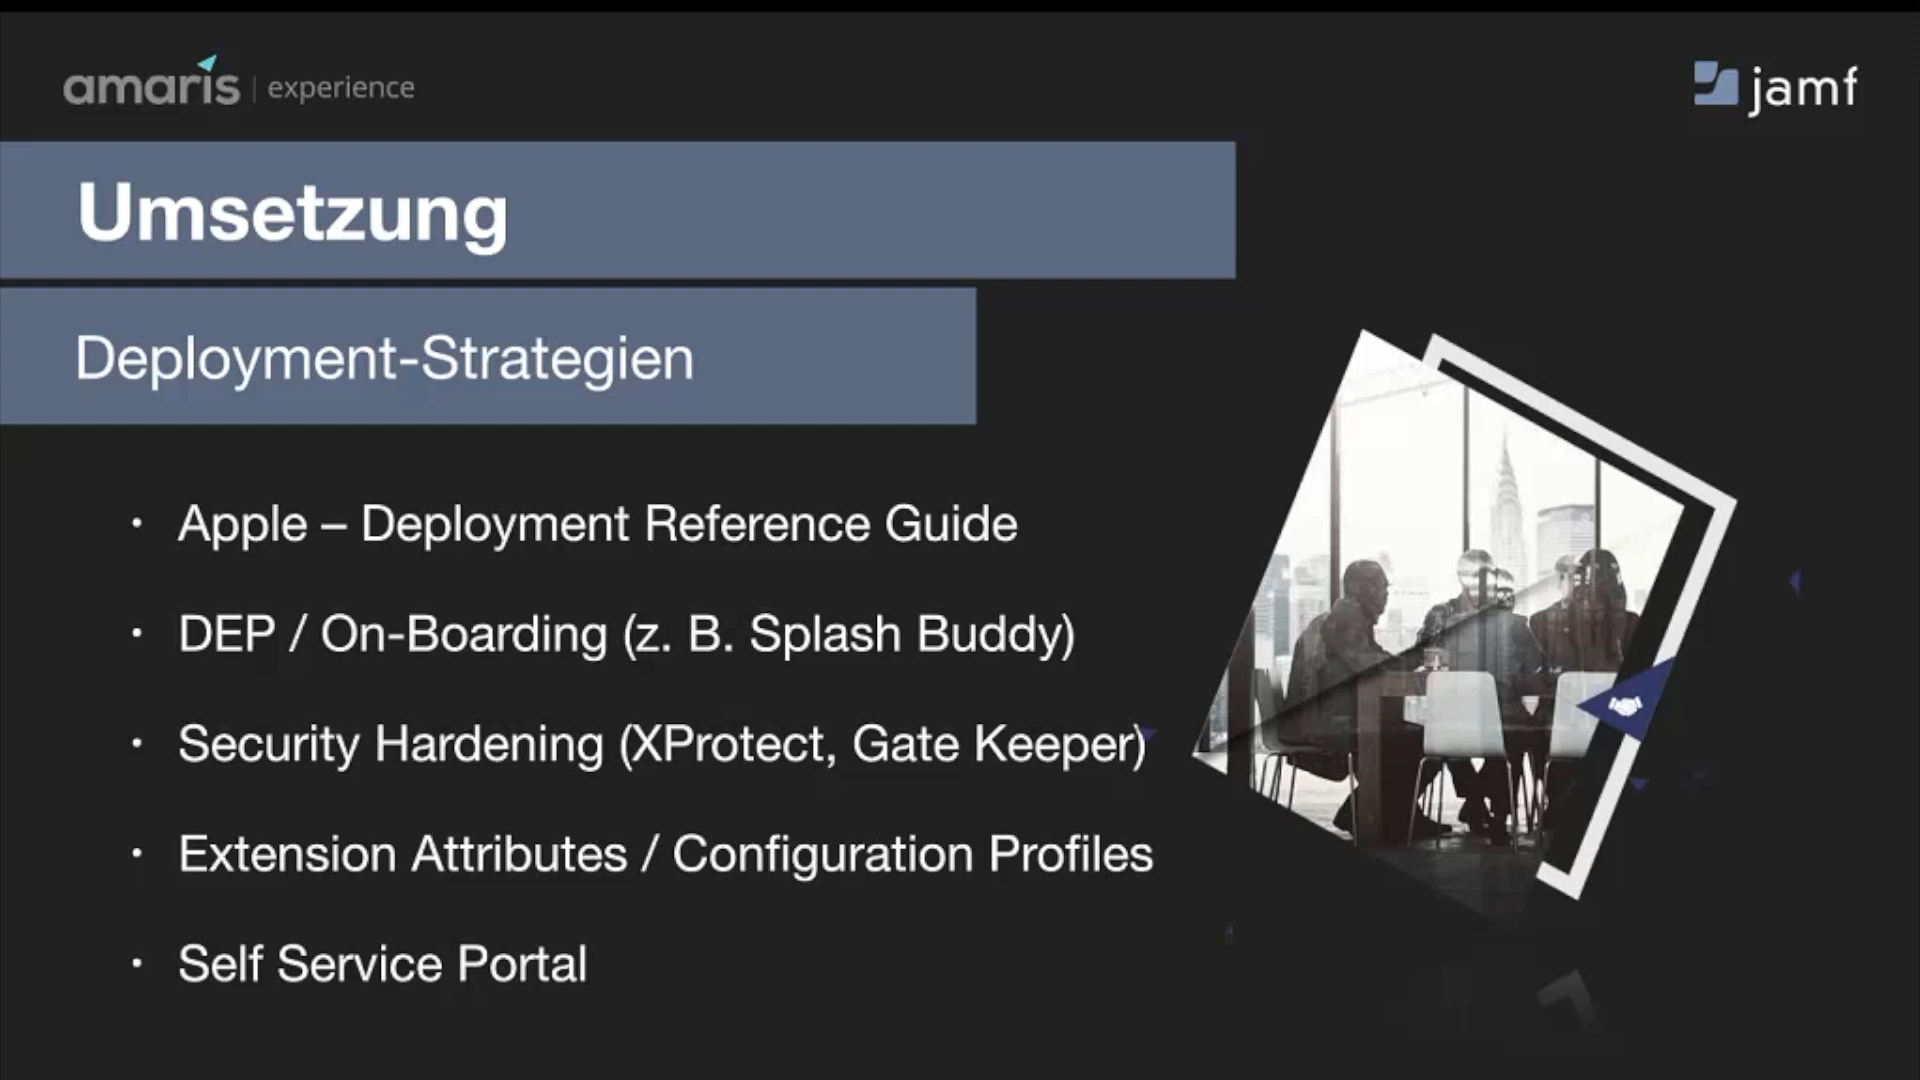 amaris | experience
jamf
Umsetzung
Deployment-Strategien
• Apple – Deployment Reference Guide
• DEP / On-Boarding (z. B. Splash Buddy)
• Security Hardening (XProtect, Gate Keeper)
• Extension Attributes / Configuration Profiles
• Self Service Portal